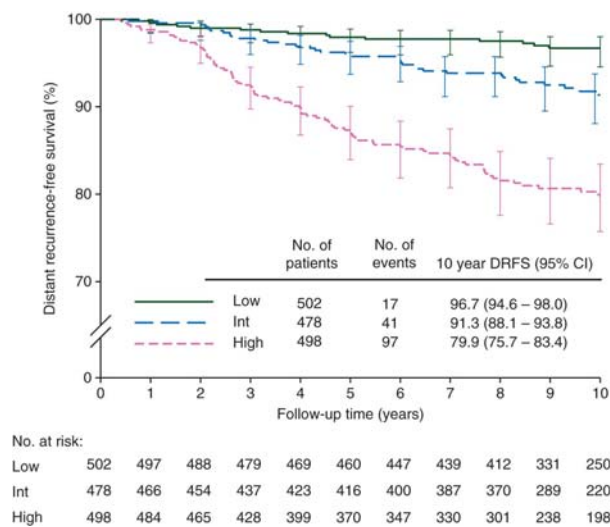 Distant recurrence-free survival (%)
100
90
80
70
0
No. of patients No. of events 10 year DRFS (95% CI)
Low 502 17 96.7 (94.6 – 98.0)
Int 478 41 91.3 (88.1 – 93.8)
High 498 97 79.9 (75.7 – 83.4)
0 1 2 3 4 5 6 7 8 9 10
Follow-up time (years)
No. at risk:
Low 502 497 488 479 469 460 447 439 412 331 250
Int 478 466 454 437 423 416 400 387 370 289 220
High 498 484 465 428 399 370 347 330 301 238 198